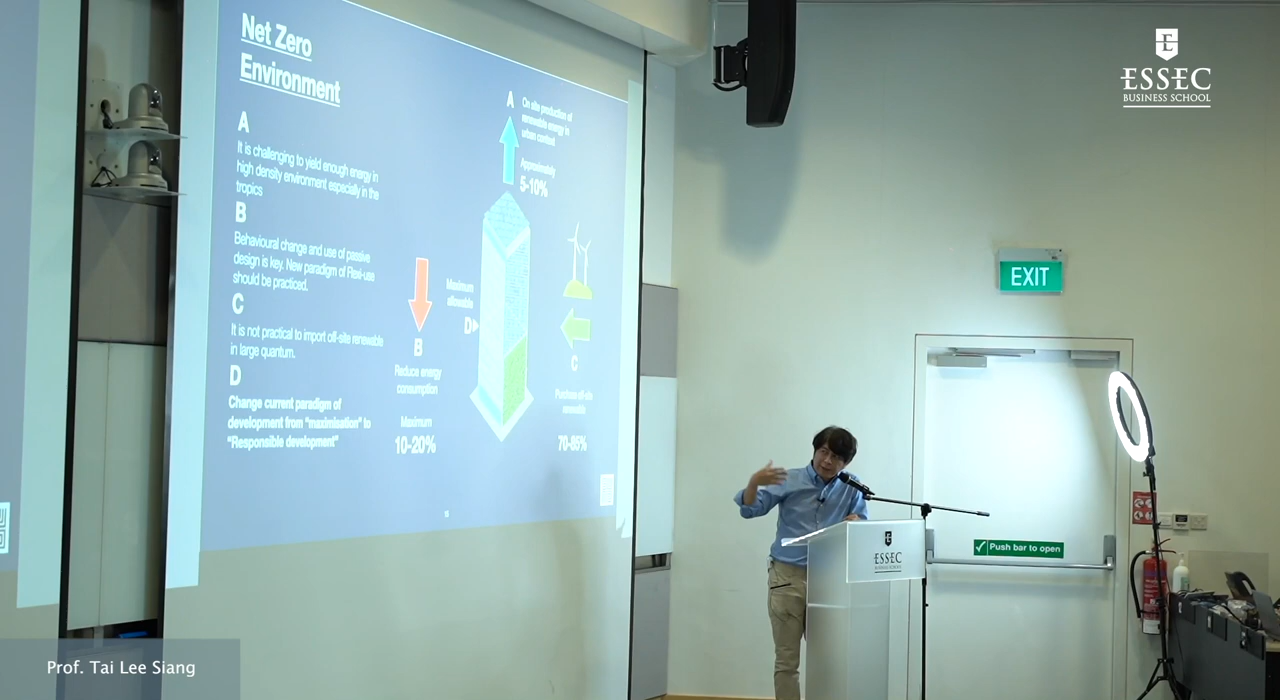 Net Zero
Environment
A
It is challenging to yield enough energy in
high density environment especially in the
tropics
B
Behavioural change and use of passive
design is key. New paradigm of Flexi-use
should be practiced.
C
It is not practical to import off-site renewable
in large quantum.
D
Change current paradigm of
development from "maximisation" to
"Responsible development"
A
On site production of
renewable energy in
urban context
Approximately
5-10%
Maximum
allowable
D
B
Reduce energy
consumption
Maximum
10-20%
C
Purchase off-site
renewable
70-85%
15
ESSEC
BUSINESS SCHOOL
EXIT
Push bar to open
ESSEC
BUSINESS SCHOOL
Prof. Tai Lee Siang